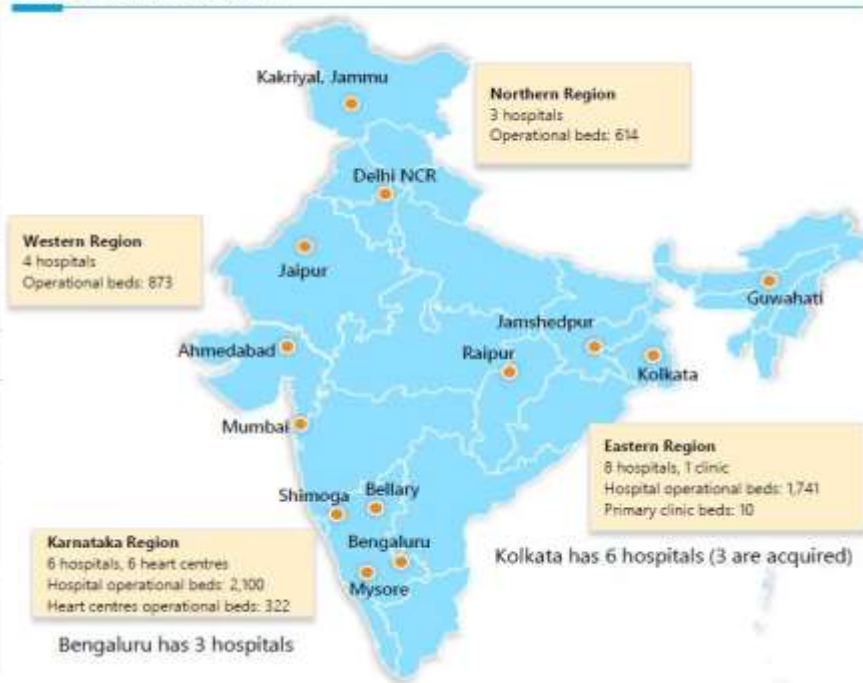 Kakriyal, Jammu
Northern Region
3 hospitals
Operational beds: 614
Delhi NCR
Western Region
4 hospitals
Operational beds: 873
Jaipur
Guwahati
Jamshedpur
Ahmedabad
Raipur
Kolkata
Mumbai
Eastern Region
8 hospitals, 1 clinic
Hospital operational beds: 1,741
Primary clinic beds: 10
Shimoga
Bellary
Karnataka Region
6 hospitals, 6 heart centres
Hospital operational beds: 2,100
Heart centres operational beds: 322
Bengaluru
Mysore
Kolkata has 6 hospitals (3 are acquired)
Bengaluru has 3 hospitals